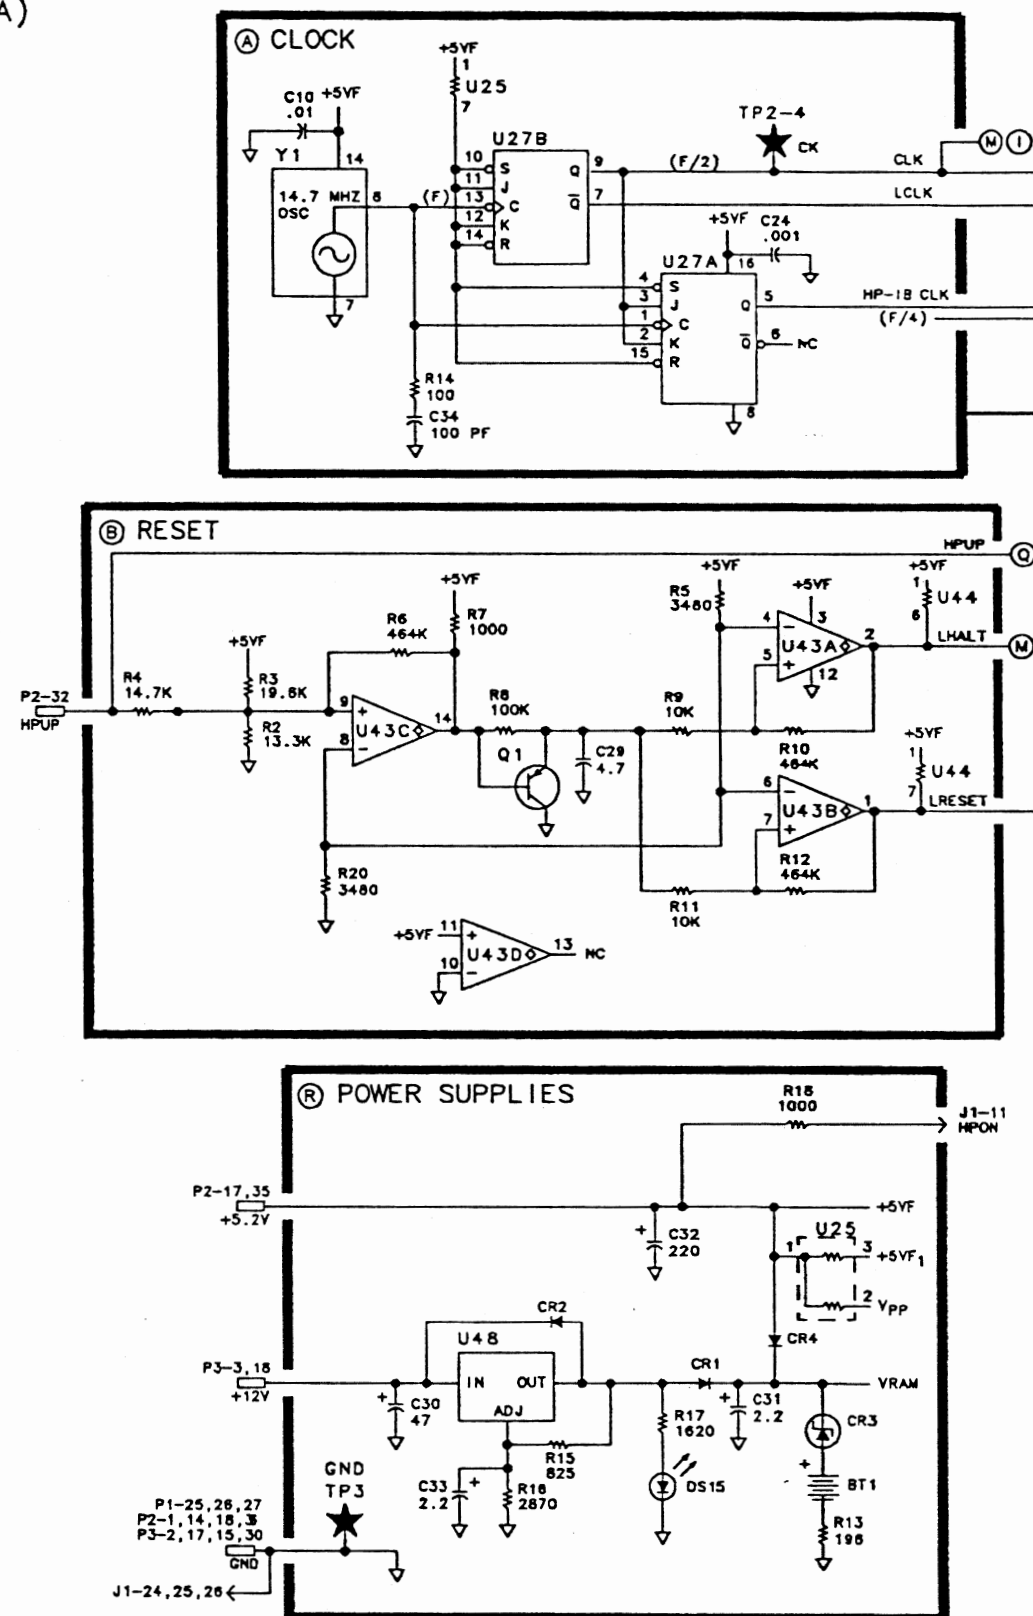 A)
A CLOCK
+5VF
1
U25
7
C10
.01
+5VF
Y1
14
14.7 MHZ
OSC
8
7
(F)
U27B
10 S
11 J
13 C
12 K
14 R
Q 9
Q 7
(F/2)
TP2-4
CK
CLK
M I
LCLK
+5VF
C24
.001
16
U27A
4 S
3 J
1 C
2 K
15 R
Q 5
Q 6
NC
8
HP-IB CLK
(F/4)
R14
100
C34
100 PF
B RESET
HPUP
Q
P2-32
HPUP
R4
14.7K
+5VF
R3
19.6K
R2
13.3K
R6
464K
+5VF
R7
1000
9 +
8 -
U43C
14
R8
100K
Q1
C29
4.7
R9
10K
+5VF
R5
3480
+5VF
3
4 -
5 +
U43A
2
12
R10
464K
+5VF
1
U44
6
LHALT
M
+5VF
1
U44
7
LRESET
6 -
7 +
U43B
1
R12
464K
R11
10K
R20
3480
+5VF
11 +
10 -
U43D
13
NC
R POWER SUPPLIES
R18
1000
J1-11
HPON
P2-17,35
+5.2V
C32
220
+5VF
U25
1
3
+5VF1
2
VPP
CR4
CR2
U48
P3-3,18
+12V
C30
47
IN OUT
ADJ
CR1
C31
2.2
VRAM
R17
1620
CR3
R15
825
C33
2.2
R16
2870
DS15
BT1
R13
196
GND
TP3
P1-25,26,27
P3-2,17,15,30
GND
J1-24,25,26